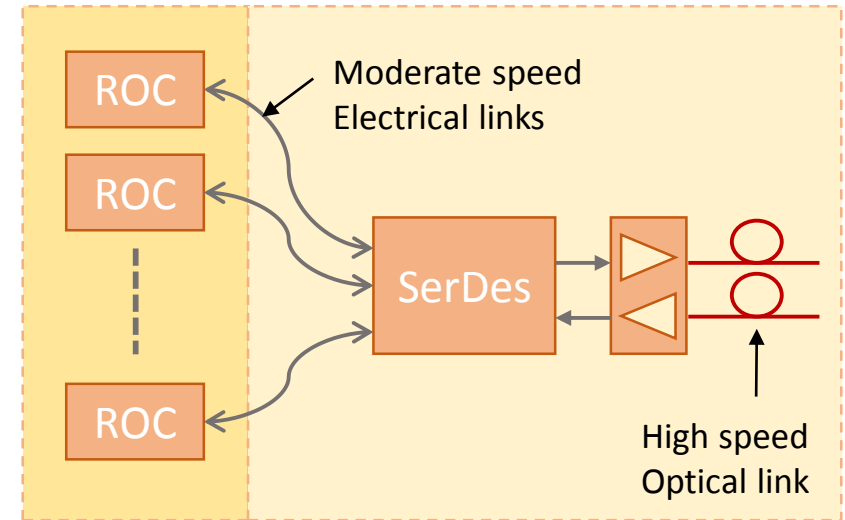 ROC
Moderate speed
Electrical links
ROC
SerDes
ROC
High speed
Optical link